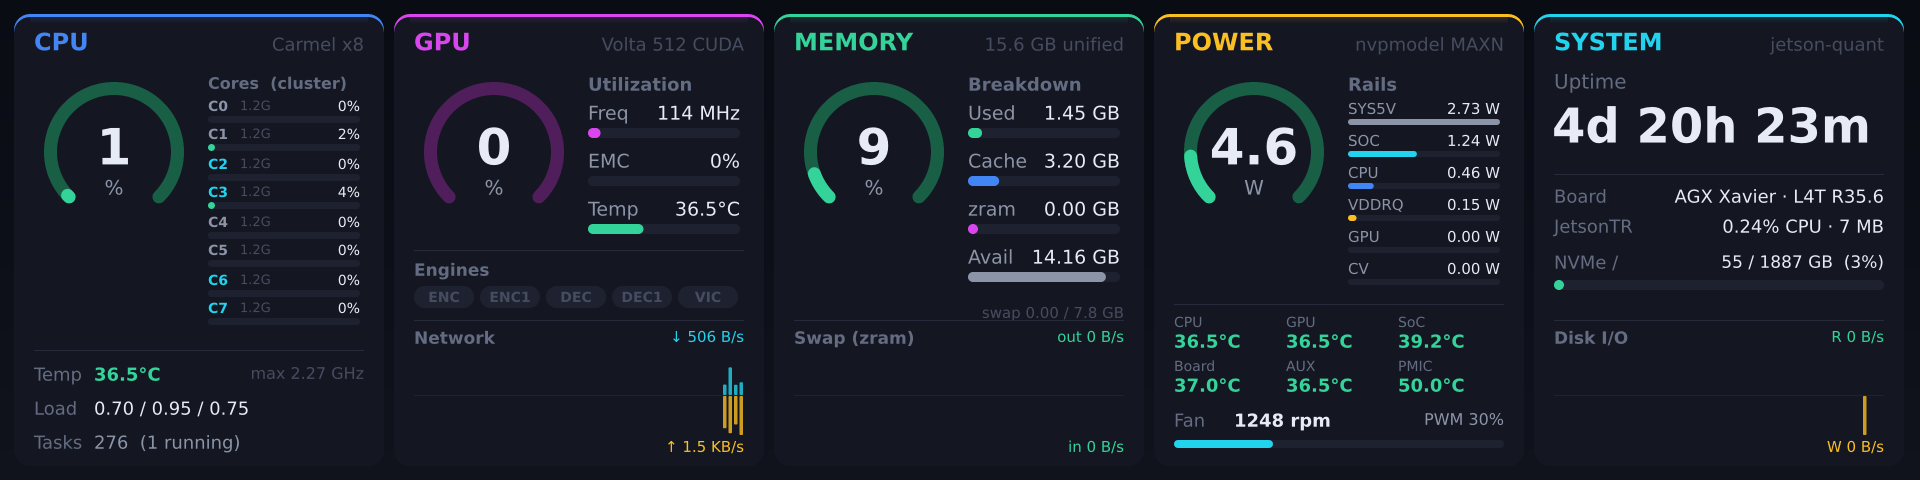 CPU
Carmel x8
1
%
Cores (cluster)
C0 1.2G 0%
C1 1.2G 2%
C2 1.2G 0%
C3 1.2G 4%
C4 1.2G 0%
C5 1.2G 0%
C6 1.2G 0%
C7 1.2G 0%
Temp 36.5°C max 2.27 GHz
Load 0.70 / 0.95 / 0.75
Tasks 276 (1 running)
GPU
Volta 512 CUDA
0
%
Utilization
Freq 114 MHz
EMC 0%
Temp 36.5°C
Engines
ENC ENC1 DEC DEC1 VIC
Network ↓ 506 B/s
↑ 1.5 KB/s
MEMORY
15.6 GB unified
9
%
Breakdown
Used 1.45 GB
Cache 3.20 GB
zram 0.00 GB
Avail 14.16 GB
swap 0.00 / 7.8 GB
Swap (zram) out 0 B/s
in 0 B/s
POWER
nvpmodel MAXN
4.6
W
Rails
SYS5V 2.73 W
SOC 1.24 W
CPU 0.46 W
VDDRQ 0.15 W
GPU 0.00 W
CV 0.00 W
CPU GPU SoC
36.5°C 36.5°C 39.2°C
Board AUX PMIC
37.0°C 36.5°C 50.0°C
Fan 1248 rpm PWM 30%
SYSTEM
jetson-quant
Uptime
4d 20h 23m
Board AGX Xavier · L4T R35.6
JetsonTR 0.24% CPU · 7 MB
NVMe / 55 / 1887 GB (3%)
Disk I/O R 0 B/s
W 0 B/s